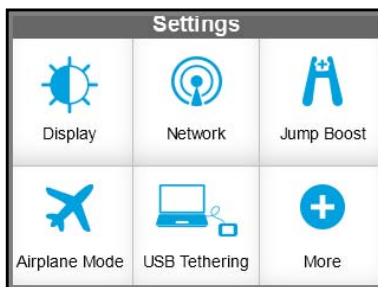 Settings
Display
Network
Jump Boost
Airplane Mode
USB Tethering
More